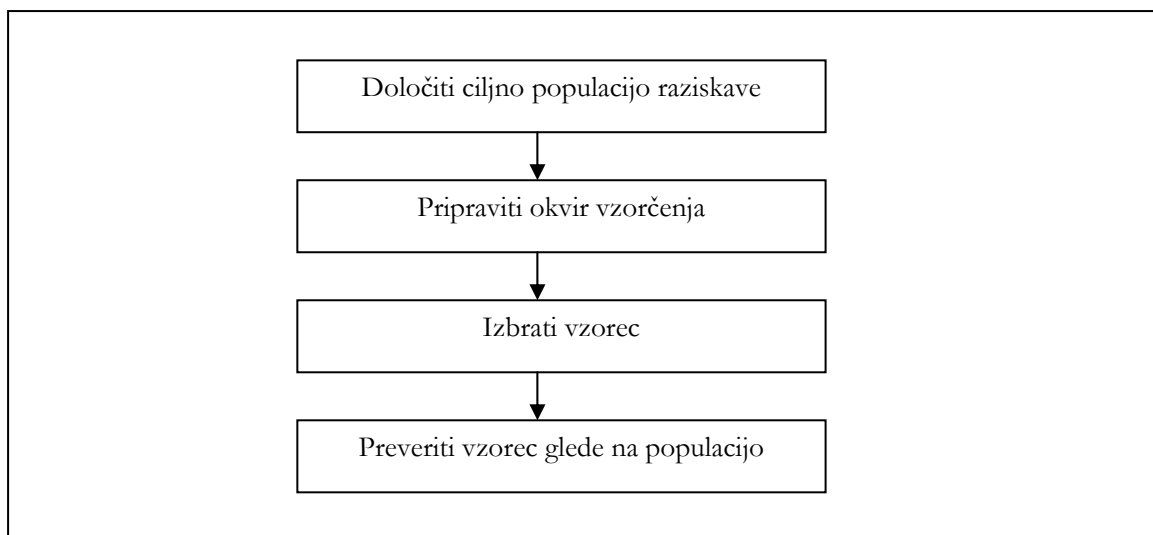 Določiti ciljno populacijo raziskave
Pripraviti okvir vzorčenja
Izbrati vzorec
Preveriti vzorec glede na populacijo